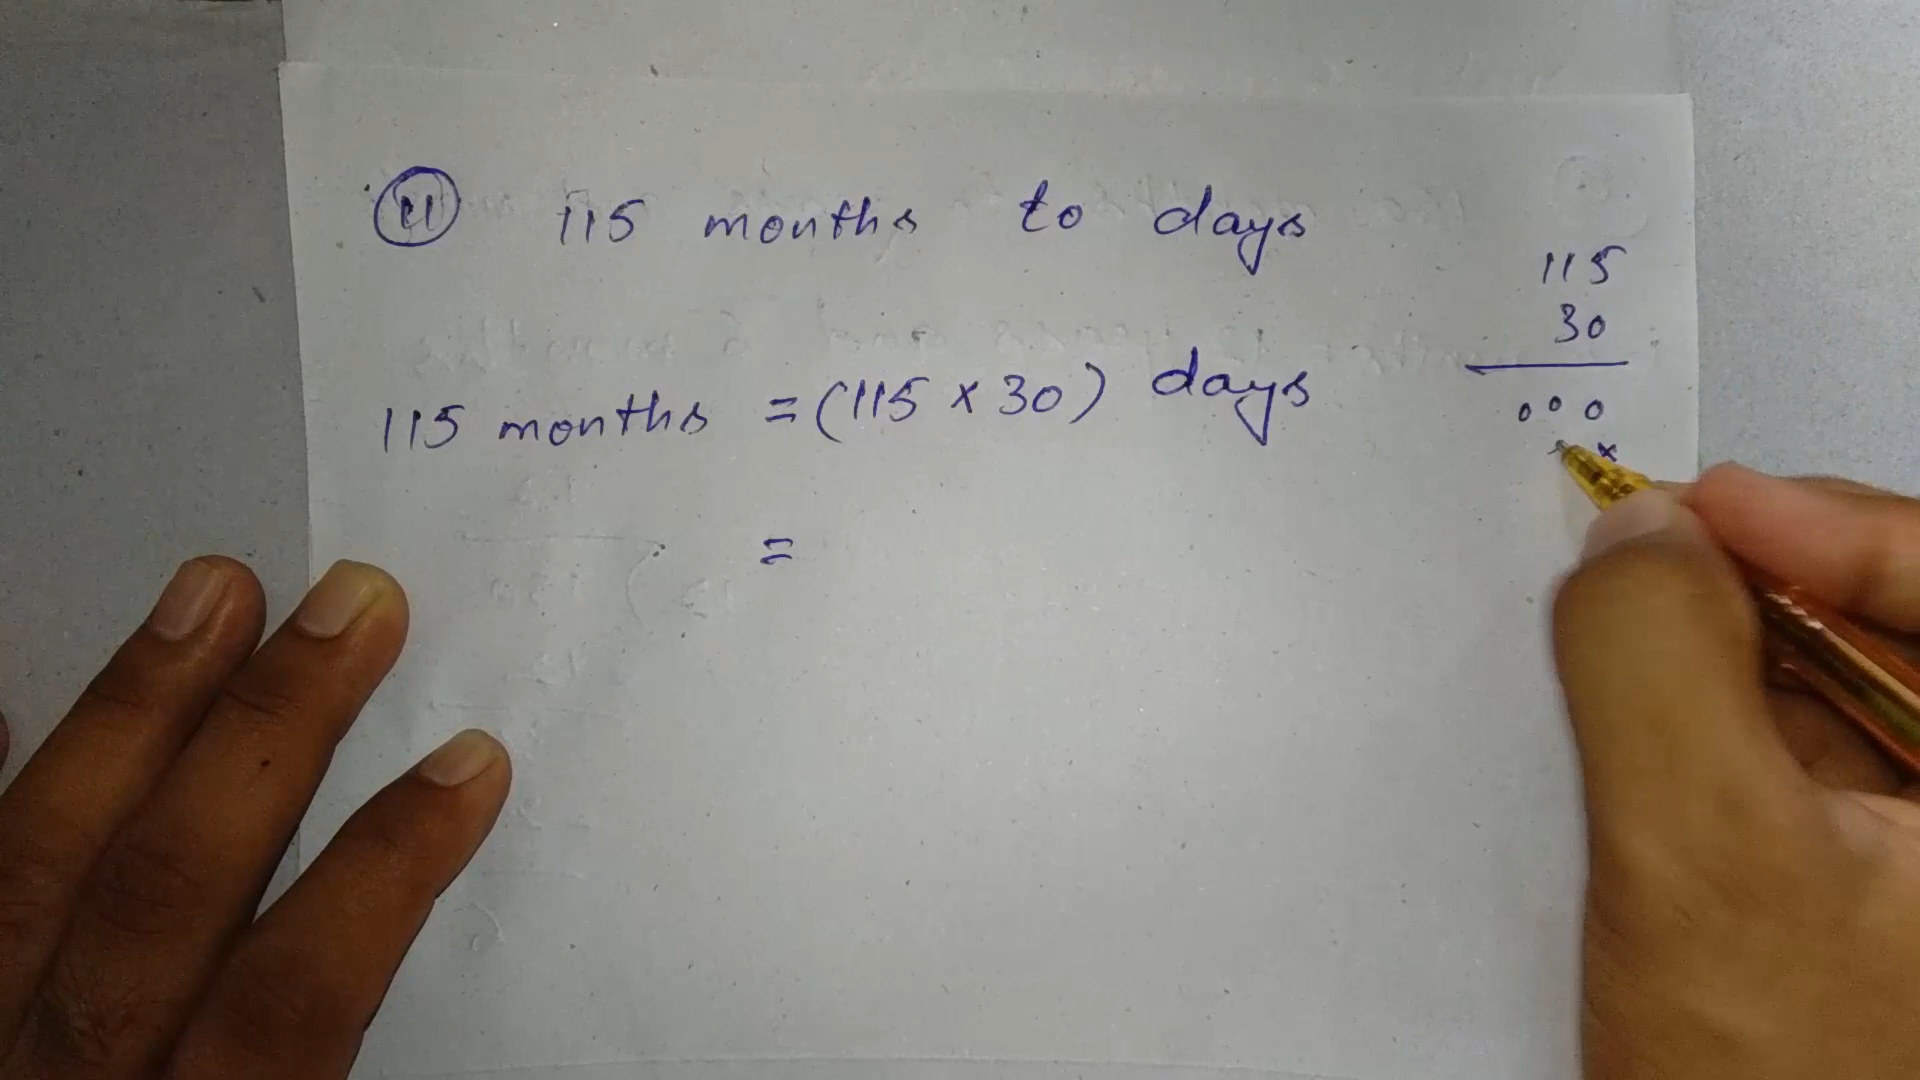 11 115 months to days
115
30
115 months = (115 × 30) days
000
×
=